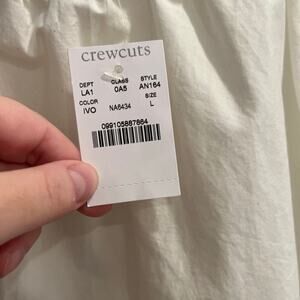 crewcuts
DEPT CLASS STYLE
LA1 0A5 AN164
COLOR SIZE
IVO NA6434 L
099105887864